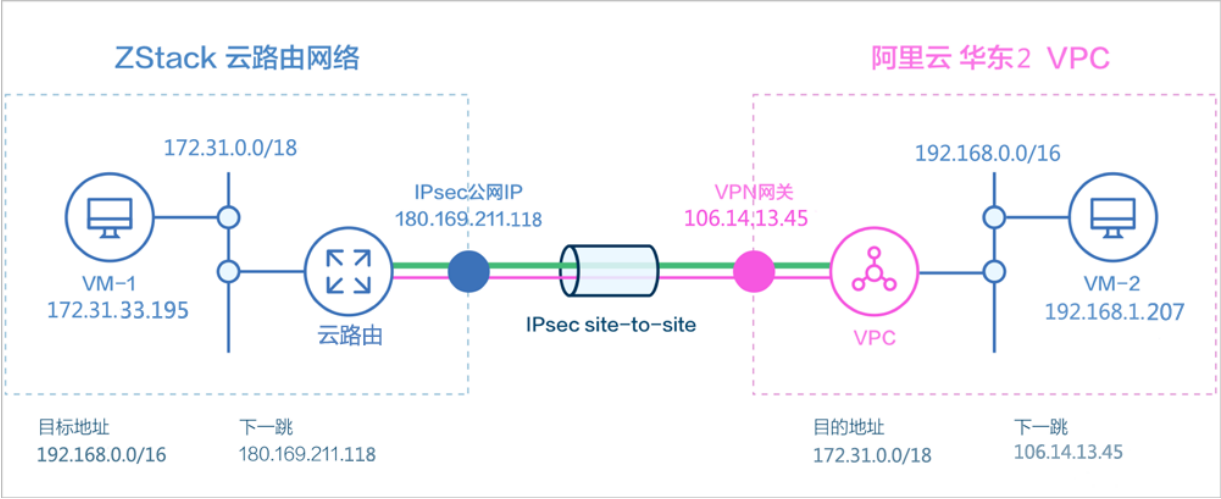 ZStack 云路由网络
阿里云 华东2 VPC
172.31.0.0/18
192.168.0.0/16
IPsec公网IP
180.169.211.118
VPN网关
106.14.13.45
VM-1
172.31.33.195
云路由
IPsec site-to-site
VPC
VM-2
192.168.1.207
目标地址
192.168.0.0/16
下一跳
180.169.211.118
目的地址
172.31.0.0/18
下一跳
106.14.13.45